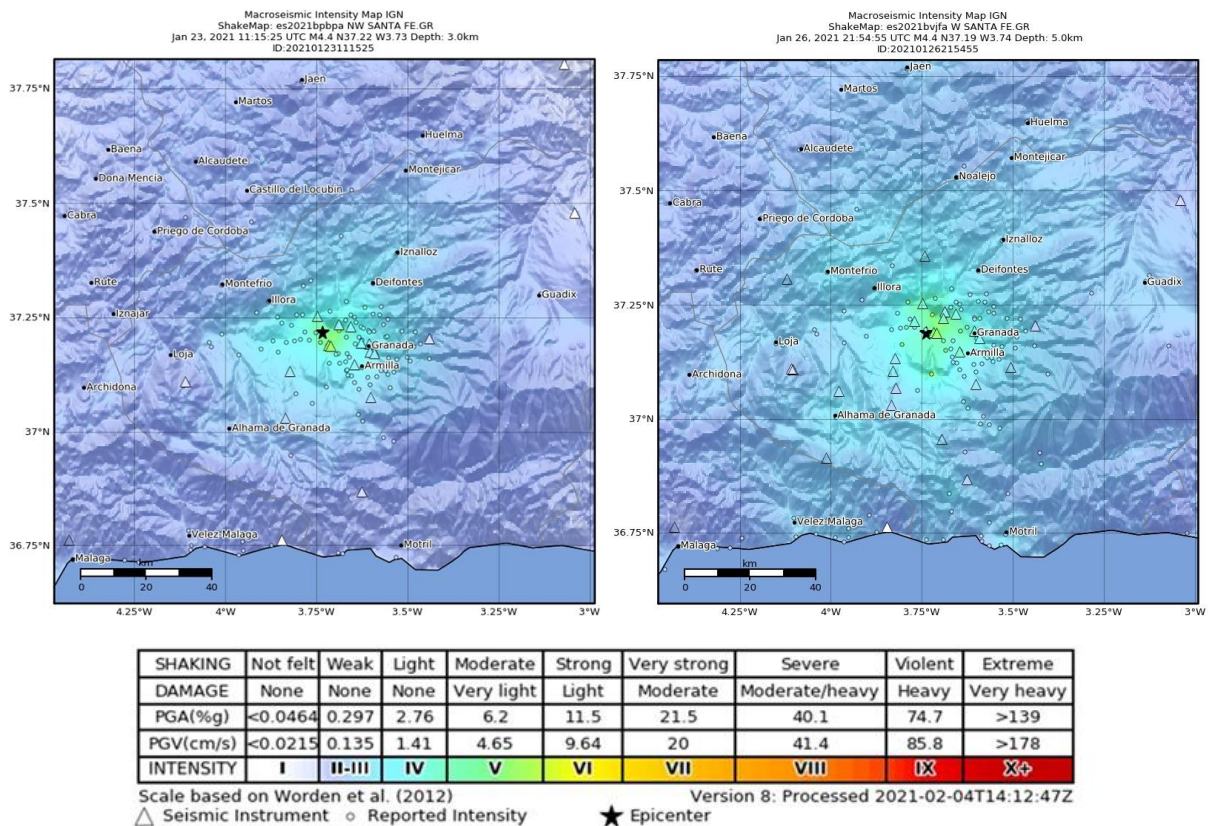 Macroseismic Intensity Map IGN
ShakeMap: es2021bpbpa NW SANTA FE.GR
Jan 23, 2021 11:15:25 UTC M4.4 N37.22 W3.73 Depth: 3.0km
ID:20210123111525
Jaen
37.75°N
Martos
Huelma
Baena
Alcaudete
Montejicar
Dona Mencia
Castillo de Locubin
37.5°N
Cabra
Priego de Cordoba
Iznalloz
Rute
Montefrio
Deifontes
Guadix
Illora
Iznajar
37.25°N
Loja
Granada
Armilla
Archidona
Alhama de Granada
37°N
Velez-Malaga
Motril
36.75°N
Malaga
km
0 20 40
4.25°W 4°W 3.75°W 3.5°W 3.25°W 3°W
Macroseismic Intensity Map IGN
ShakeMap: es2021bvjfa W SANTA FE.GR
Jan 26, 2021 21:54:55 UTC M4.4 N37.19 W3.74 Depth: 5.0km
ID:20210126215455
Jaen
37.75°N
Martos
Huelma
Baena
Alcaudete
Montejicar
Noalejo
37.5°N
Cabra
Priego de Cordoba
Iznalloz
Rute
Montefrio
Deifontes
Guadix
Illora
37.25°N
Granada
Loja
Armilla
Archidona
Alhama de Granada
37°N
Velez-Malaga
Motril
36.75°N
Malaga
km
0 20 40
4.25°W 4°W 3.75°W 3.5°W 3.25°W 3°W
SHAKING Not felt Weak Light Moderate Strong Very strong Severe Violent Extreme
DAMAGE None None None Very light Light Moderate Moderate/heavy Heavy Very heavy
PGA(%g) <0.0464 0.297 2.76 6.2 11.5 21.5 40.1 74.7 >139
PGV(cm/s) <0.0215 0.135 1.41 4.65 9.64 20 41.4 85.8 >178
INTENSITY I II-III IV V VI VII VIII IX X+
Scale based on Worden et al. (2012) Version 8: Processed 2021-02-04T14:12:47Z
Seismic Instrument Reported Intensity Epicenter